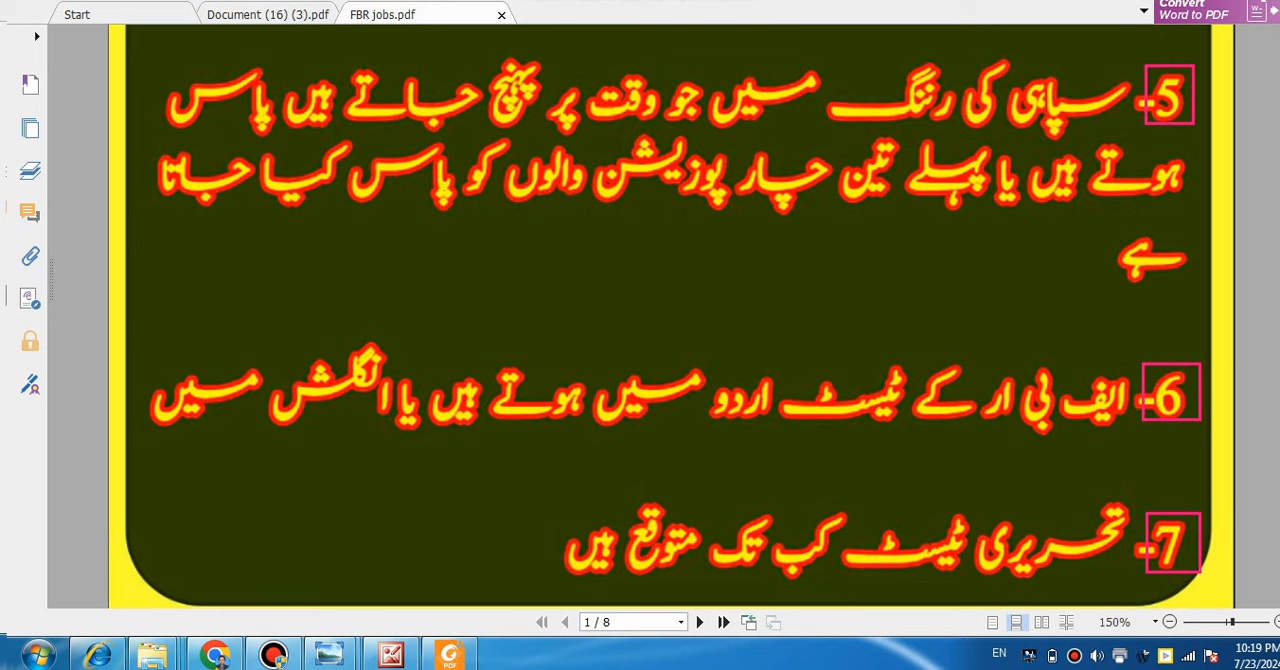 Start
Document (16) (3).pdf
FBR jobs.pdf
Convert
Word to PDF
5- سپاہی کی رننگ میں جو وقت پر پہنچ جاتے ہیں پاس
ہوتے ہیں یا پہلے تین چار پوزیشن والوں کو پاس کیا جاتا
ہے
6- ایف بی ار کے ٹیسٹ اردو میں ہوتے ہیں یا انگلش میں
7- تحریری ٹیسٹ کب تک متوقع ہیں
1 / 8
150%
EN
10:19 PM
PDF